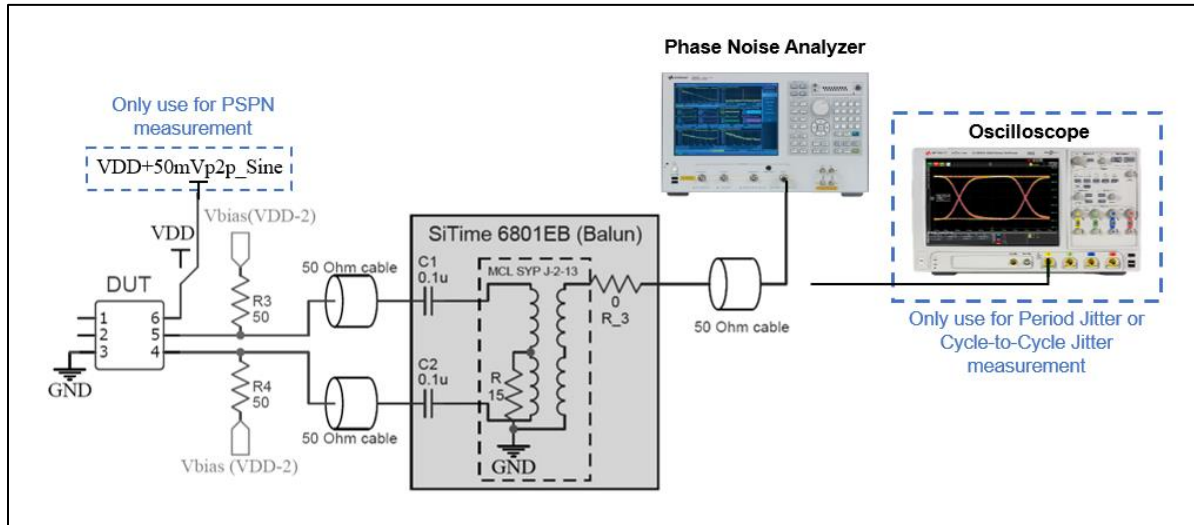 Phase Noise Analyzer
Only use for PSPN
measurement
VDD+50mVp2p_Sine
Oscilloscope
Vbias(VDD-2)
VDD
SiTime 6801EB (Balun)
50 Ohm cable
C1
0.1u
MCL SYP J-2-13
DUT
R3
50
0
R_3
1
2
3
6
5
4
50 Ohm cable
Only use for Period Jitter or
Cycle-to-Cycle Jitter
measurement
GND
R4
50
C2
0.1u
R
15
50 Ohm cable
GND
Vbias (VDD-2)